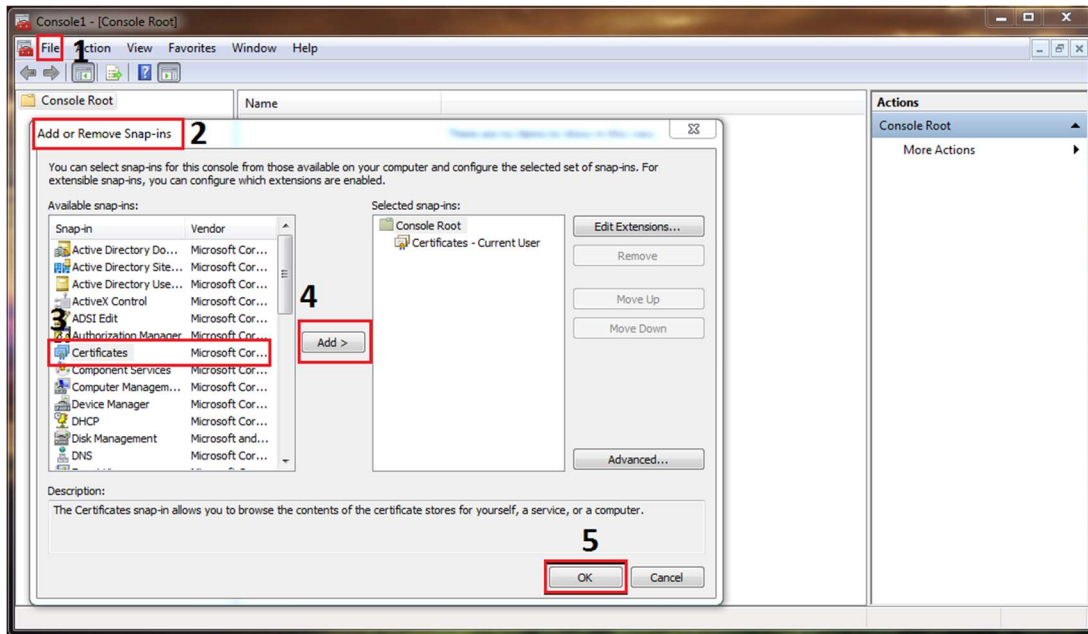 Console1 - [Console Root]
File Action View Favorites Window Help
1
Console Root
Name
Actions
Console Root
More Actions
Add or Remove Snap-ins 2
You can select snap-ins for this console from those available on your computer and configure the selected set of snap-ins. For
extensible snap-ins, you can configure which extensions are enabled.
Available snap-ins:
Snap-in Vendor
Active Directory Do... Microsoft Cor...
Active Directory Site... Microsoft Cor...
Active Directory Use... Microsoft Cor...
ActiveX Control Microsoft Cor...
ADSI Edit Microsoft Cor...
3
Authorization Manager Microsoft Cor...
Certificates Microsoft Cor...
Component Services Microsoft Cor...
Computer Managem... Microsoft Cor...
Device Manager Microsoft Cor...
DHCP Microsoft Cor...
Disk Management Microsoft and...
DNS Microsoft Cor...
4
Add >
Selected snap-ins:
Console Root
Certificates - Current User
Edit Extensions...
Remove
Move Up
Move Down
Advanced...
Description:
The Certificates snap-in allows you to browse the contents of the certificate stores for yourself, a service, or a computer.
5
OK Cancel